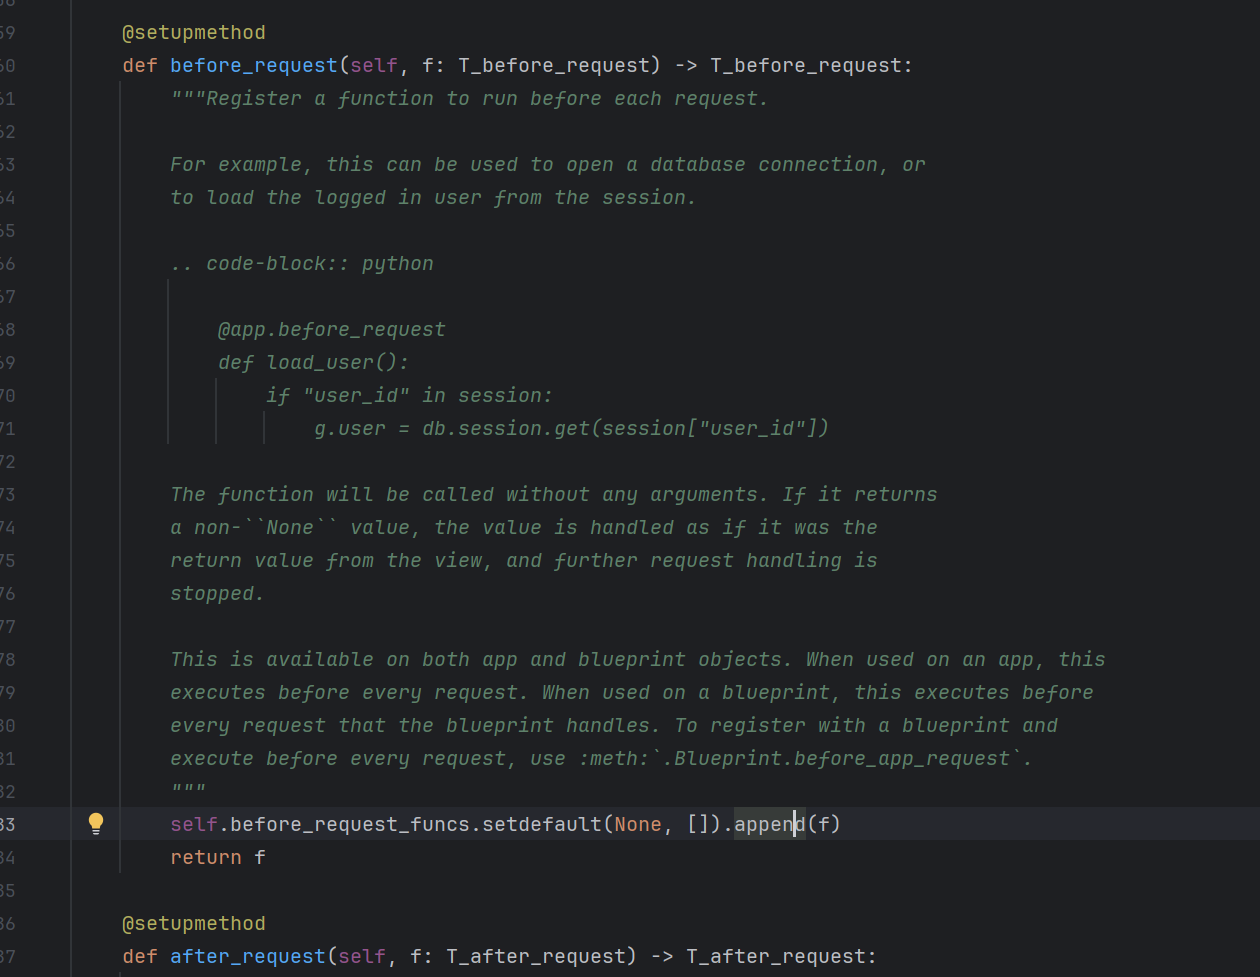 59 @setupmethod
60 def before_request(self, f: T_before_request) -> T_before_request:
61 """Register a function to run before each request.
62
63 For example, this can be used to open a database connection, or
64 to load the logged in user from the session.
65
66 .. code-block:: python
67
68 @app.before_request
69 def load_user():
70 if "user_id" in session:
71 g.user = db.session.get(session["user_id"])
72
73 The function will be called without any arguments. If it returns
74 a non-``None`` value, the value is handled as if it was the
75 return value from the view, and further request handling is
76 stopped.
77
78 This is available on both app and blueprint objects. When used on an app, this
79 executes before every request. When used on a blueprint, this executes before
80 every request that the blueprint handles. To register with a blueprint and
81 execute before every request, use :meth:`.Blueprint.before_app_request`.
82 """
83 self.before_request_funcs.setdefault(None, []).append(f)
84 return f
85
86 @setupmethod
87 def after_request(self, f: T_after_request) -> T_after_request: